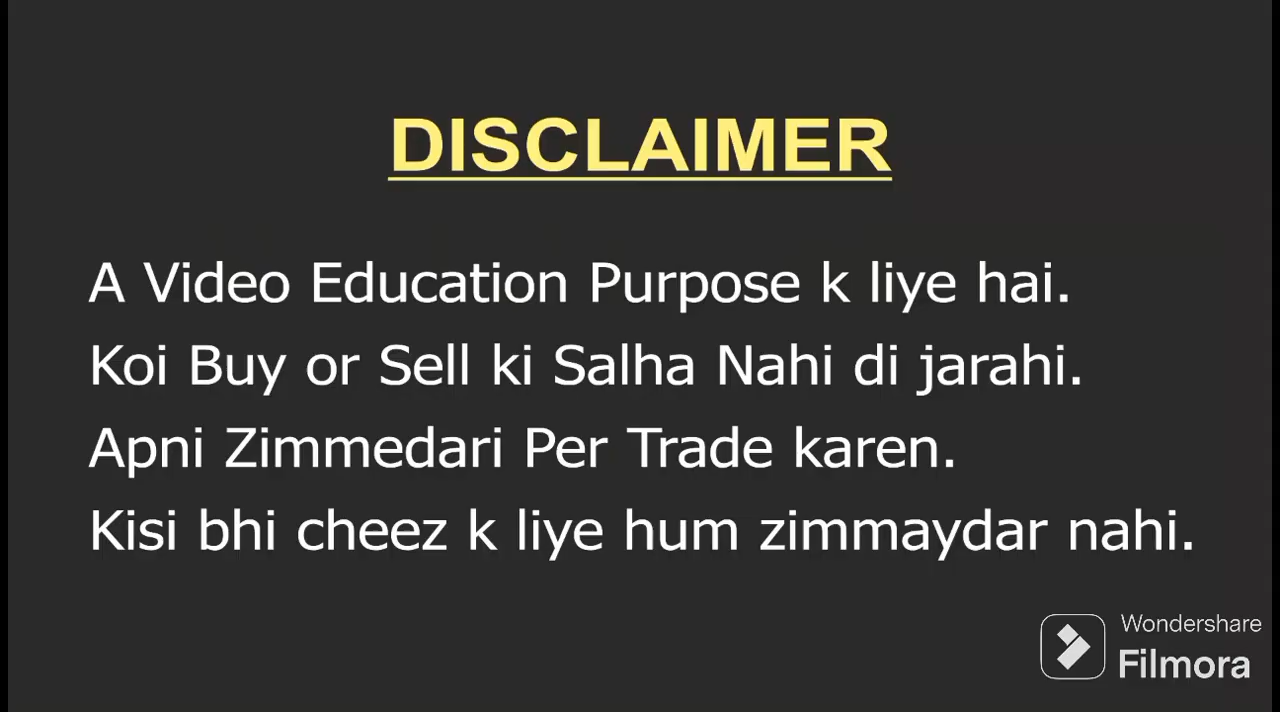 DISCLAIMER
A Video Education Purpose k liye hai.
Koi Buy or Sell ki Salha Nahi di jarahi.
Apni Zimmedari Per Trade karen.
Kisi bhi cheez k liye hum zimmaydar nahi.
Wondershare
Filmora